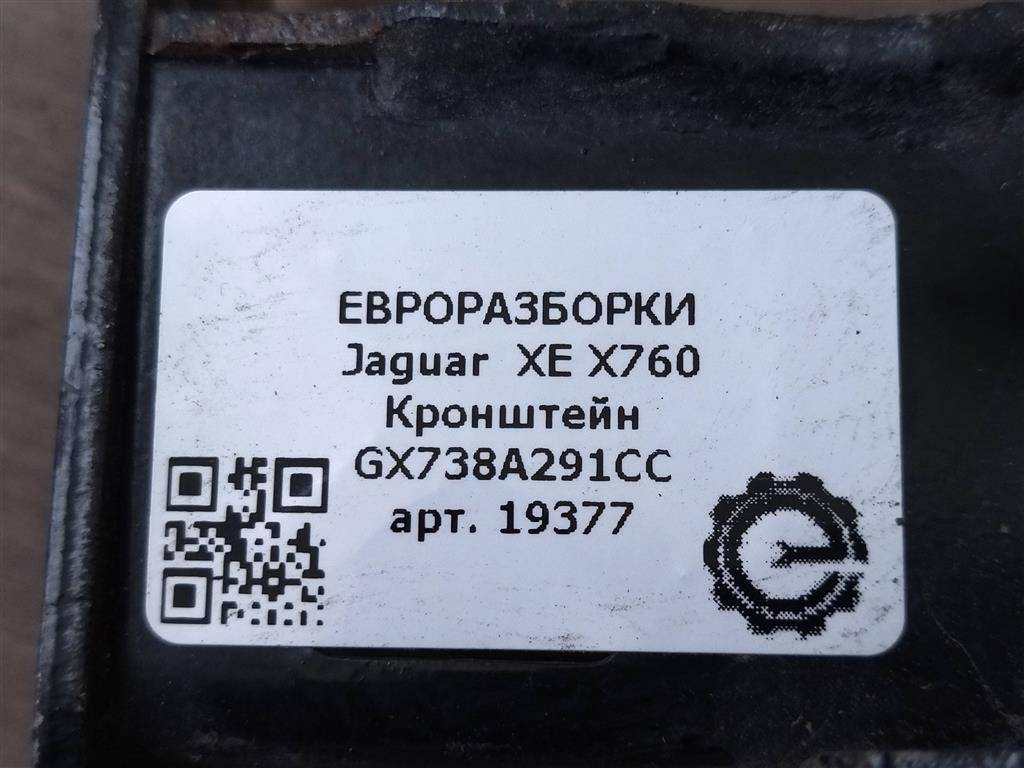 ЕВРОРАЗБОРКИ
Jaguar XE X760
Кронштейн
GX738A291CC
арт. 19377